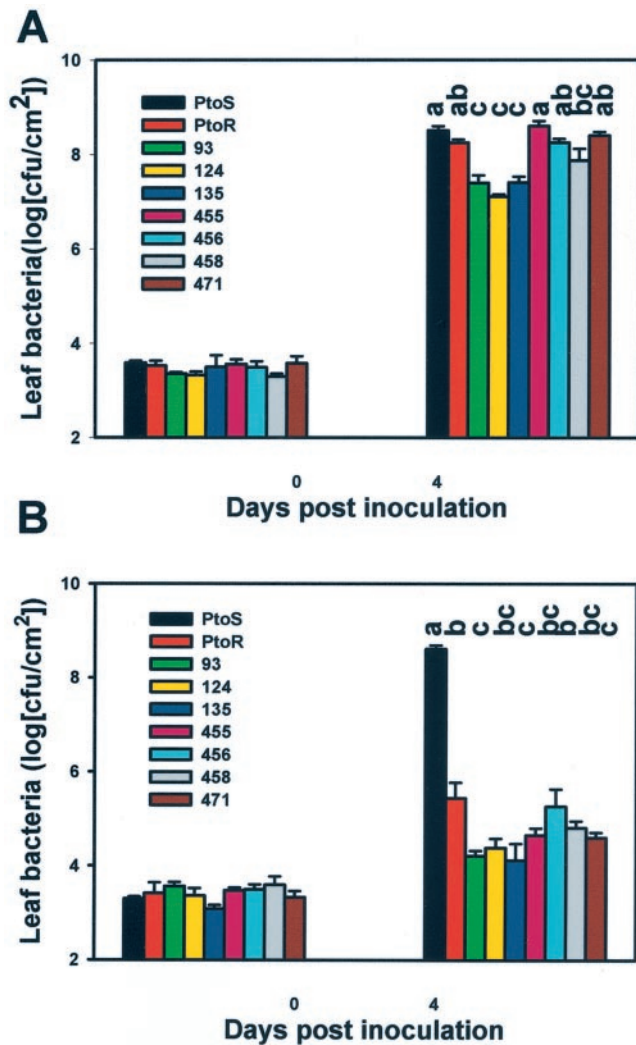 A
Leaf bacteria(log[cfu/cm²])
10
8
6
4
2
PtoS
PtoR
93
124
135
455
456
458
471
a ab c c c a ab bc ab
0 4
Days post inoculation
B
Leaf bacteria (log[cfu/cm²])
10
8
6
4
2
PtoS
PtoR
93
124
135
455
456
458
471
a b c bc c bc b bc c
0 4
Days post inoculation